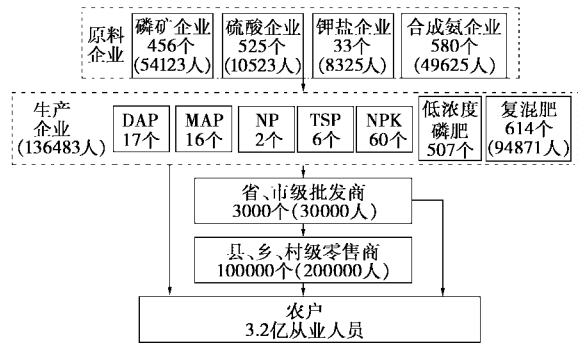 原料
企业
磷矿企业
456个
(54123人)
硫酸企业
525个
(10523人)
钾盐企业
33个
(8325人)
合成氨企业
580个
(49625人)
生产
企业
(136483人)
DAP
17个
MAP
16个
NP
2个
TSP
6个
NPK
60个
低浓度
磷肥
507个
复混肥
614个
(94871人)
省、市级批发商
3000个(30000人)
县、乡、村级零售商
100000个(200000人)
农户
3.2亿从业人员